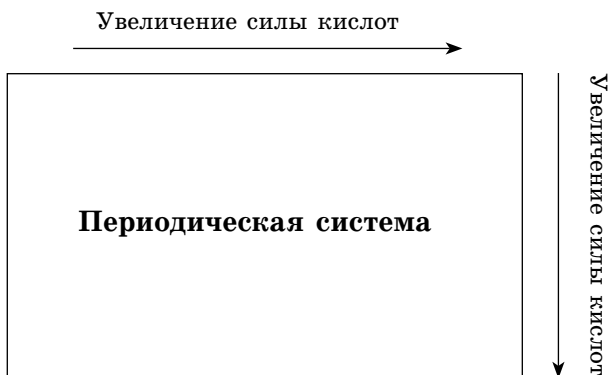 Увеличение силы кислот
Периодическая система
Увеличение силы кислот